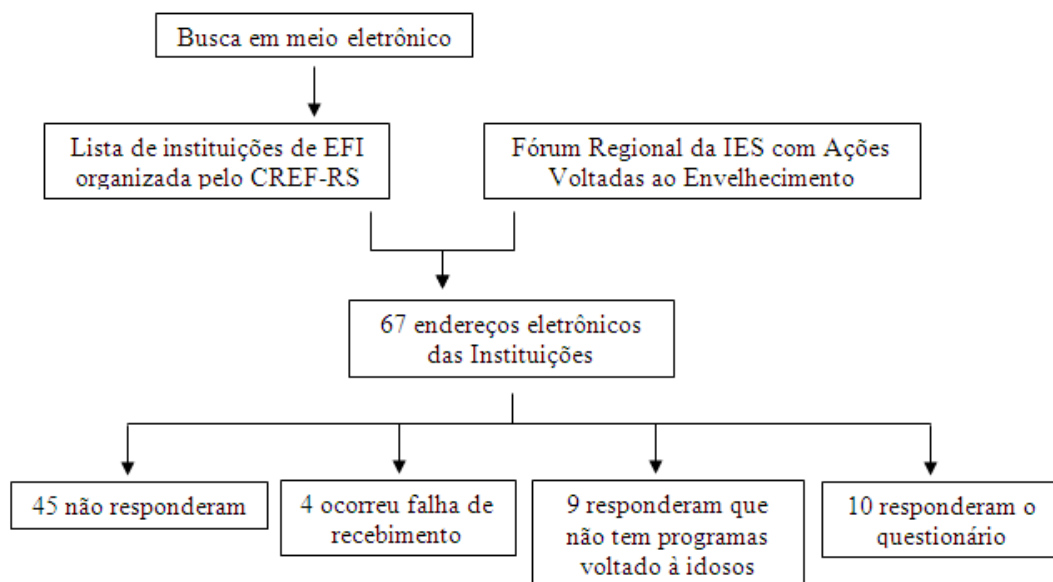 Busca em meio eletrônico
Lista de instituições de EFI
organizada pelo CREF-RS
Fórum Regional da IES com Ações
Voltadas ao Envelhecimento
67 endereços eletrônicos
das Instituições
45 não responderam
4 ocorreu falha de
recebimento
9 responderam que
não tem programas
voltado à idosos
10 responderam o
questionário